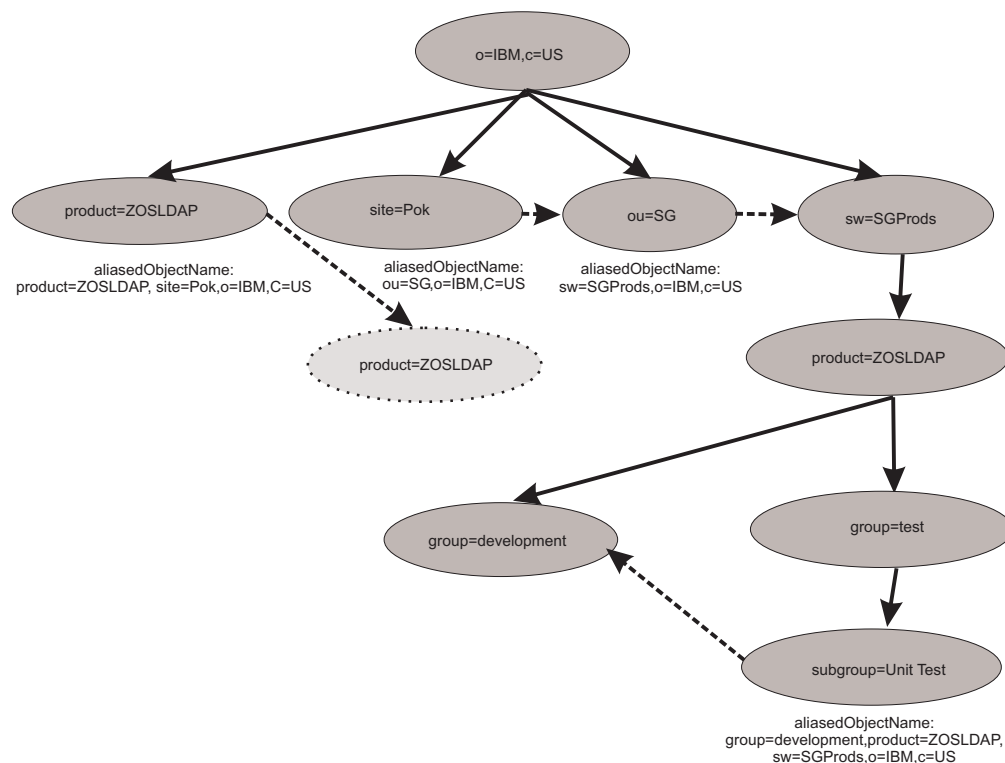 o=IBM,c=US
product=ZOSLDAP
site=Pok
ou=SG
sw=SGProds
aliasedObjectName:
product=ZOSLDAP, site=Pok,o=IBM,C=US
aliasedObjectName:
ou=SG,o=IBM,C=US
aliasedObjectName:
sw=SGProds,o=IBM,c=US
product=ZOSLDAP
product=ZOSLDAP
group=development
group=test
subgroup=Unit Test
aliasedObjectName:
group=development,product=ZOSLDAP,
sw=SGProds,o=IBM,c=US